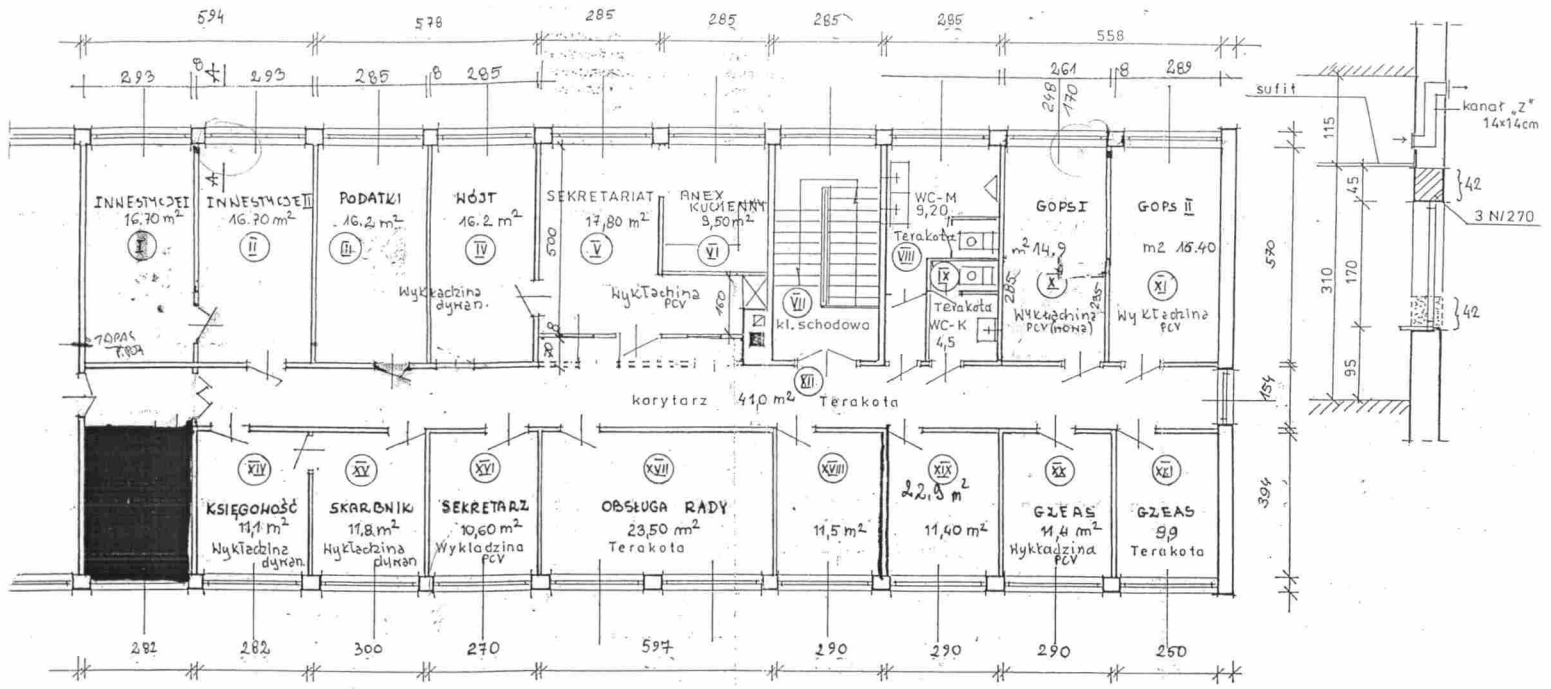 594 578 285 285 285 285 558
293 8 293 285 8 285 261 8 289
A
A
248
170
INWESTYCJE I
16.70 m²
I
INWESTYCJE II
16.70 m²
II
PODATKI
16.2 m²
III
WÓJT
16.2 m²
IV
Wykładzina
dywan.
500
8
70
SEKRETARIAT
17,80 m²
V
Wykładzina
PCV
ANEX
KUCHENNY
9,50 m²
VI
160
VII
kl. schodowa
WC-M
9,20
Terakota
VIII
IX
Terakota
WC-K
4,5
GOPS I
m² 14,9
X
285
235
Wykładzina
PCV (nowa)
GOPS II
m2 16.40
XI
Wykładzina
PCV
XII
korytarz 41,0 m² Terakota
XIV
KSIĘGOWOŚĆ
11,1 m²
Wykładzina
dywan.
XV
SKARBNIK
11,8 m²
Wykładzina
dywan
XVI
SEKRETARZ
10,60 m²
Wykladzina
PCV
XVII
OBSŁUGA RADY
23,50 m²
Terakota
XVIII
11,5 m²
XIX
22,9 m²
11,40 m²
XX
GZEAS
11,4 m²
Wykładzina
PCV
XXI
GZEAS
9,9
Terakota
570
154
394
282 282 300 270 597 290 290 290 260
sufit
kanał „Z"
14x14cm
115
45
42
3 N/270
310
170
42
95